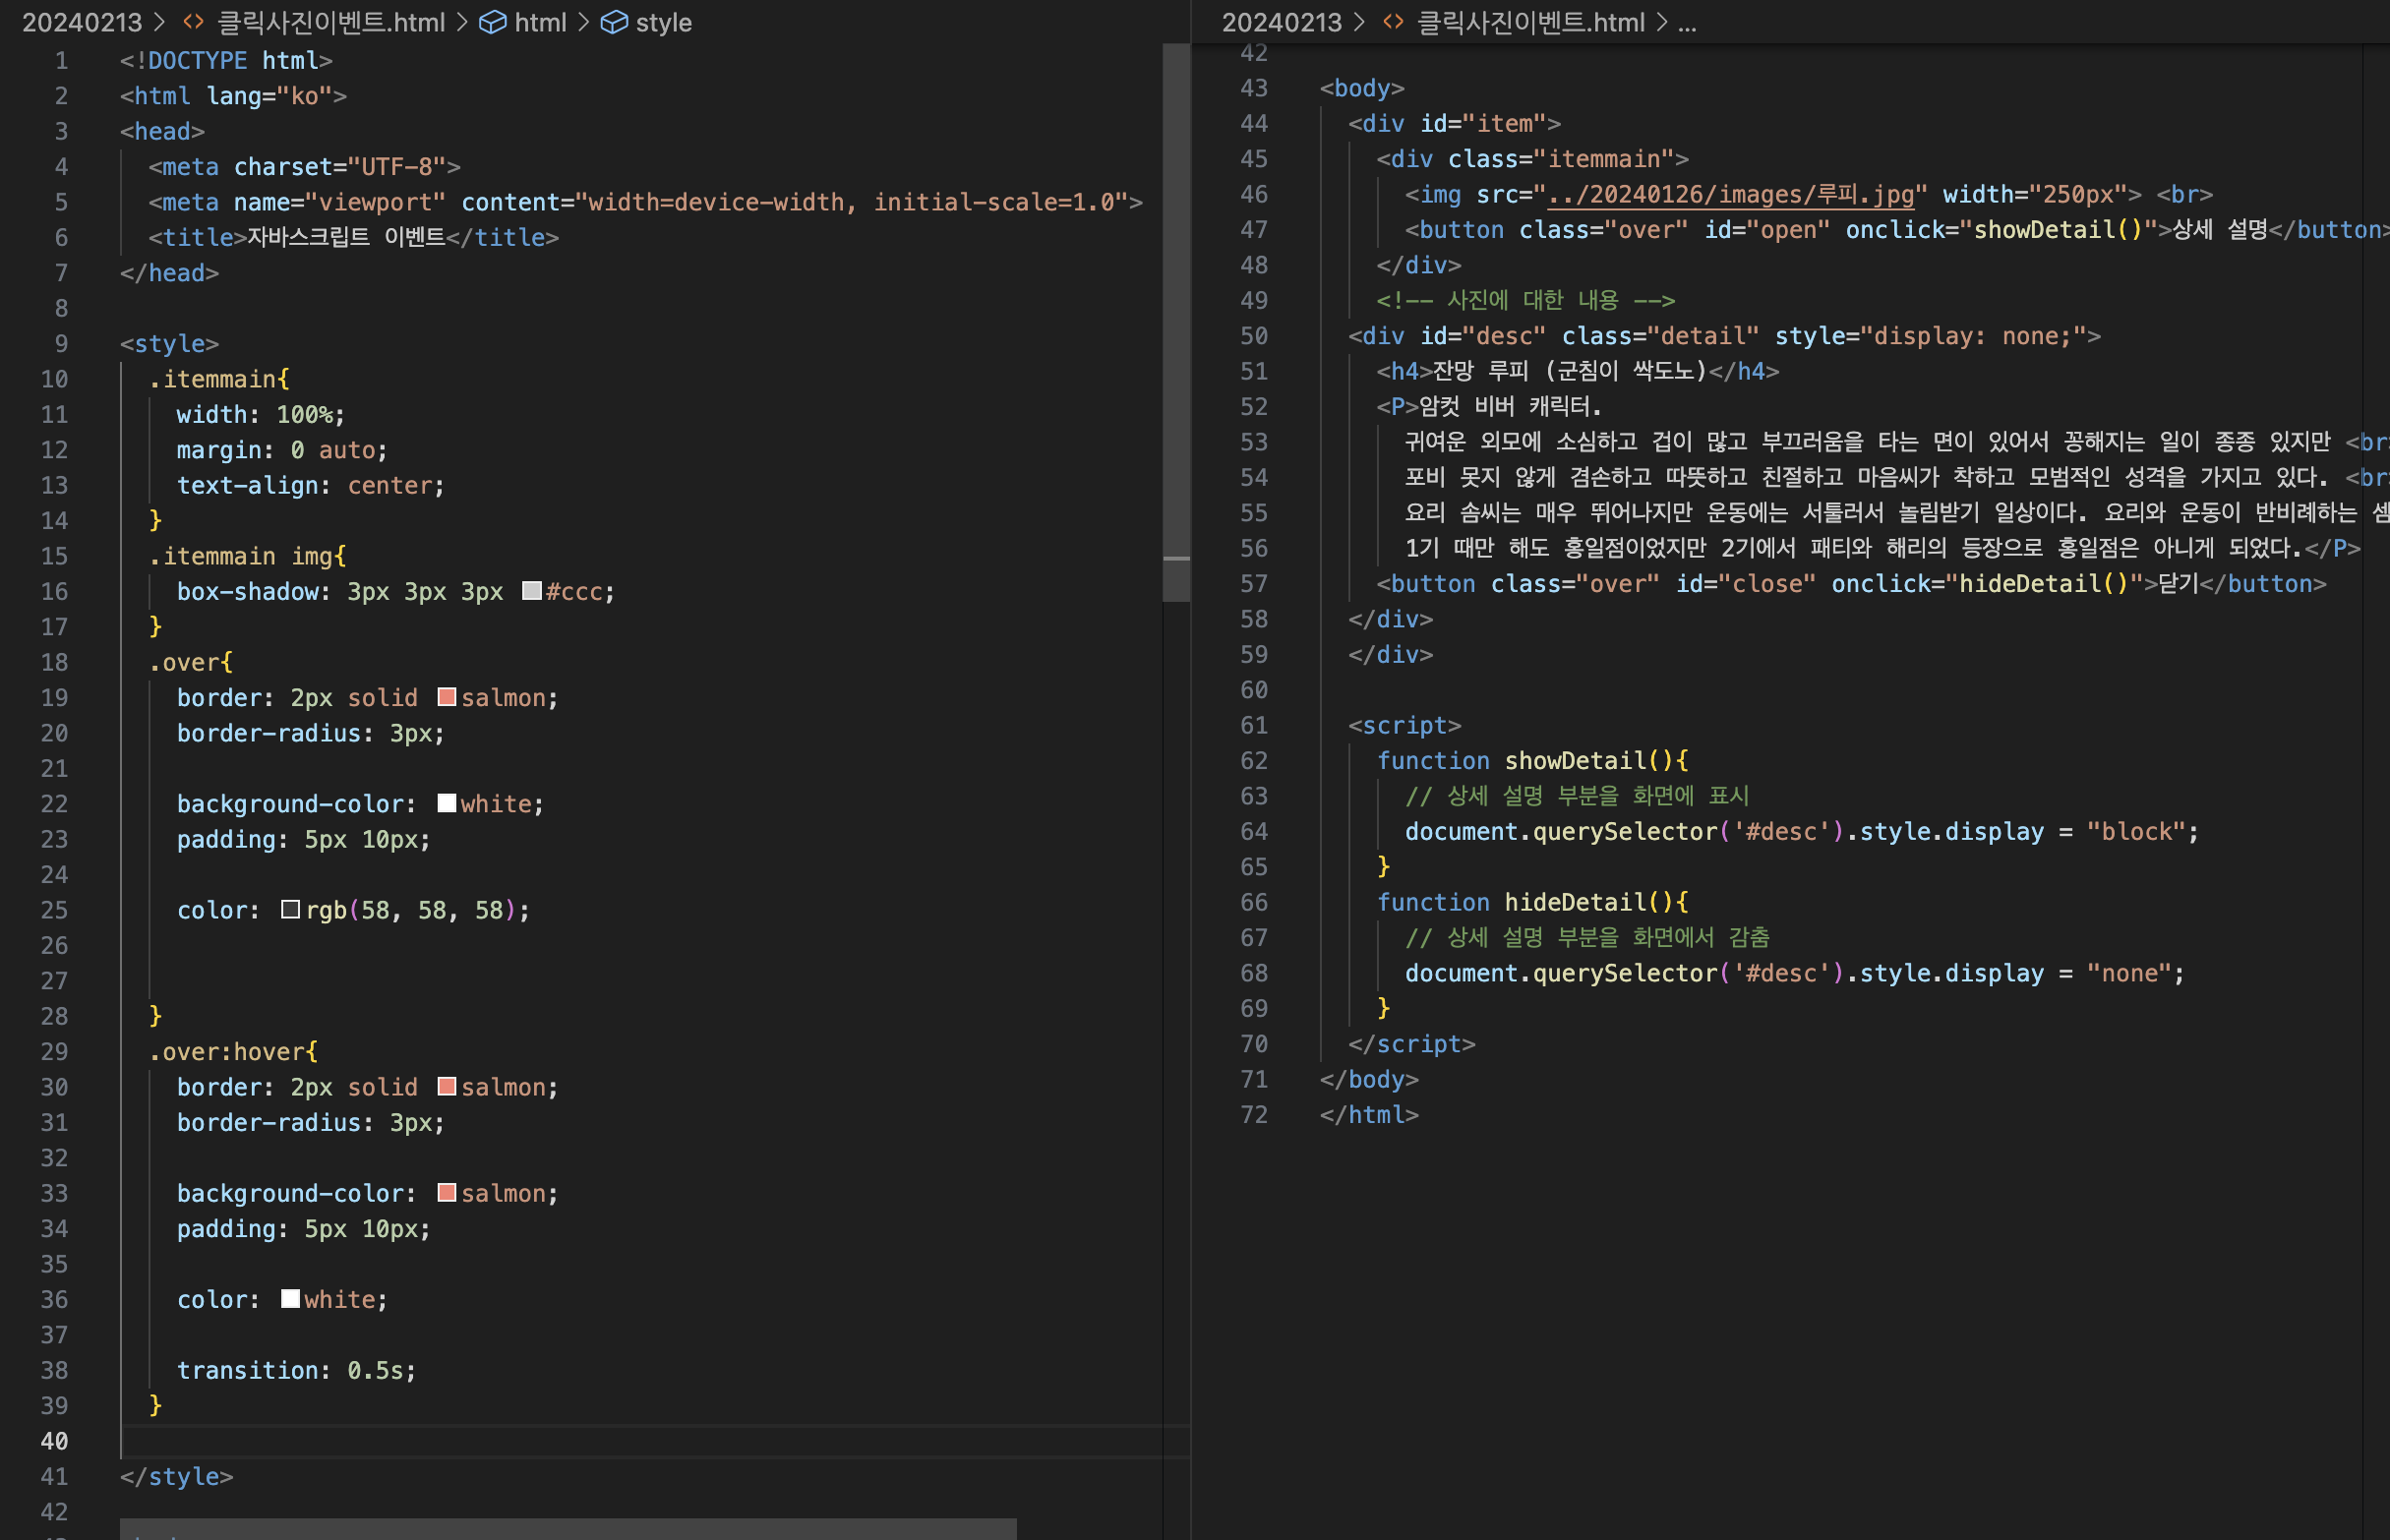 20240213 > <> 클릭사진이벤트.html > html > style
1 <!DOCTYPE html>
2 <html lang="ko">
3 <head>
4 <meta charset="UTF-8">
5 <meta name="viewport" content="width=device-width, initial-scale=1.0">
6 <title>자바스크립트 이벤트</title>
7 </head>
8
9 <style>
10 .itemmain{
11 width: 100%;
12 margin: 0 auto;
13 text-align: center;
14 }
15 .itemmain img{
16 box-shadow: 3px 3px 3px #ccc;
17 }
18 .over{
19 border: 2px solid salmon;
20 border-radius: 3px;
21
22 background-color: white;
23 padding: 5px 10px;
24
25 color: rgb(58, 58, 58);
26
27
28 }
29 .over:hover{
30 border: 2px solid salmon;
31 border-radius: 3px;
32
33 background-color: salmon;
34 padding: 5px 10px;
35
36 color: white;
37
38 transition: 0.5s;
39 }
40
41 </style>
42
20240213 > <> 클릭사진이벤트.html > ...
42
43 <body>
44 <div id="item">
45 <div class="itemmain">
46 <img src="../20240126/images/루피.jpg" width="250px"> <br>
47 <button class="over" id="open" onclick="showDetail()">상세 설명</button>
48 </div>
49 <!-- 사진에 대한 내용 -->
50 <div id="desc" class="detail" style="display: none;">
51 <h4>잔망 루피 (군침이 싹도노)</h4>
52 <P>암컷 비버 캐릭터.
53 귀여운 외모에 소심하고 겁이 많고 부끄러움을 타는 면이 있어서 꽁해지는 일이 종종 있지만 <br>
54 포비 못지 않게 겸손하고 따뜻하고 친절하고 마음씨가 착하고 모범적인 성격을 가지고 있다. <br
55 요리 솜씨는 매우 뛰어나지만 운동에는 서툴러서 놀림받기 일상이다. 요리와 운동이 반비례하는 셈
56 1기 때만 해도 홍일점이었지만 2기에서 패티와 해리의 등장으로 홍일점은 아니게 되었다.</P>
57 <button class="over" id="close" onclick="hideDetail()">닫기</button>
58 </div>
59 </div>
60
61 <script>
62 function showDetail(){
63 // 상세 설명 부분을 화면에 표시
64 document.querySelector('#desc').style.display = "block";
65 }
66 function hideDetail(){
67 // 상세 설명 부분을 화면에서 감춤
68 document.querySelector('#desc').style.display = "none";
69 }
70 </script>
71 </body>
72 </html>